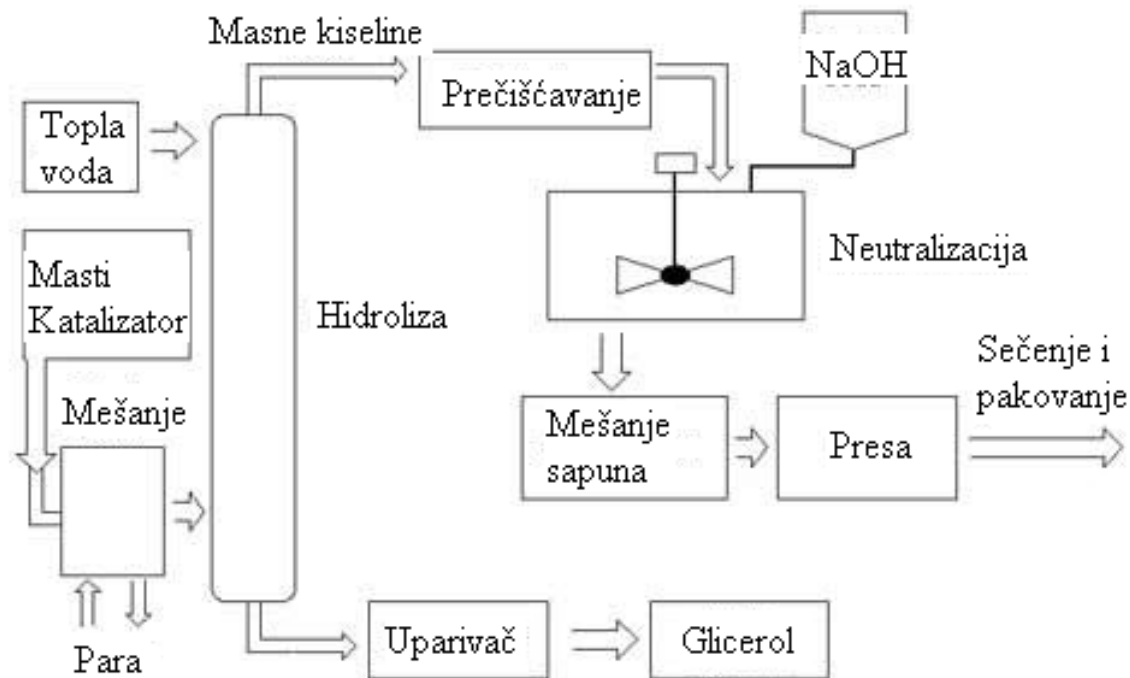 Masne kiseline
Prečišćavanje
NaOH
Topla
voda
Neutralizacija
Masti
Katalizator
Hidroliza
Sečenje i
pakovanje
Mešanje
Mešanje
sapuna
Presa
Para
Uparivač
Glicerol